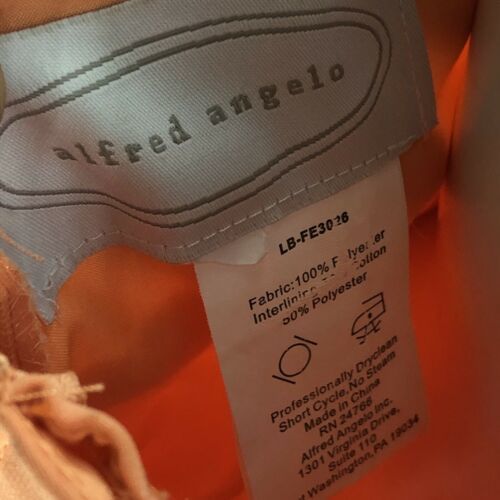 alfred angelo
LB-FE3026
Fabric:100%
Interlining
50% Polyester
Professionally Dryclean
Short Cycle, No Steam
Made in China
RN 24768
Alfred Angelo Inc.
1301 Virginia Drive,
Suite 110
Washington, PA 19034